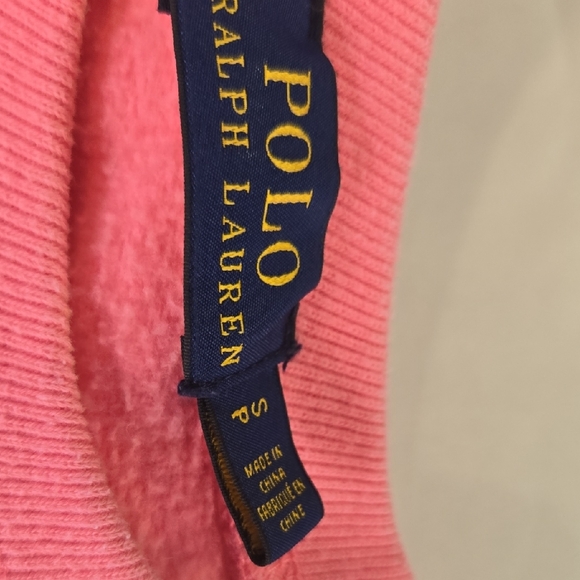 POLO
RALPH LAUREN
S
P
MADE IN
CHINA
FABRIQUÉ EN
CHINE